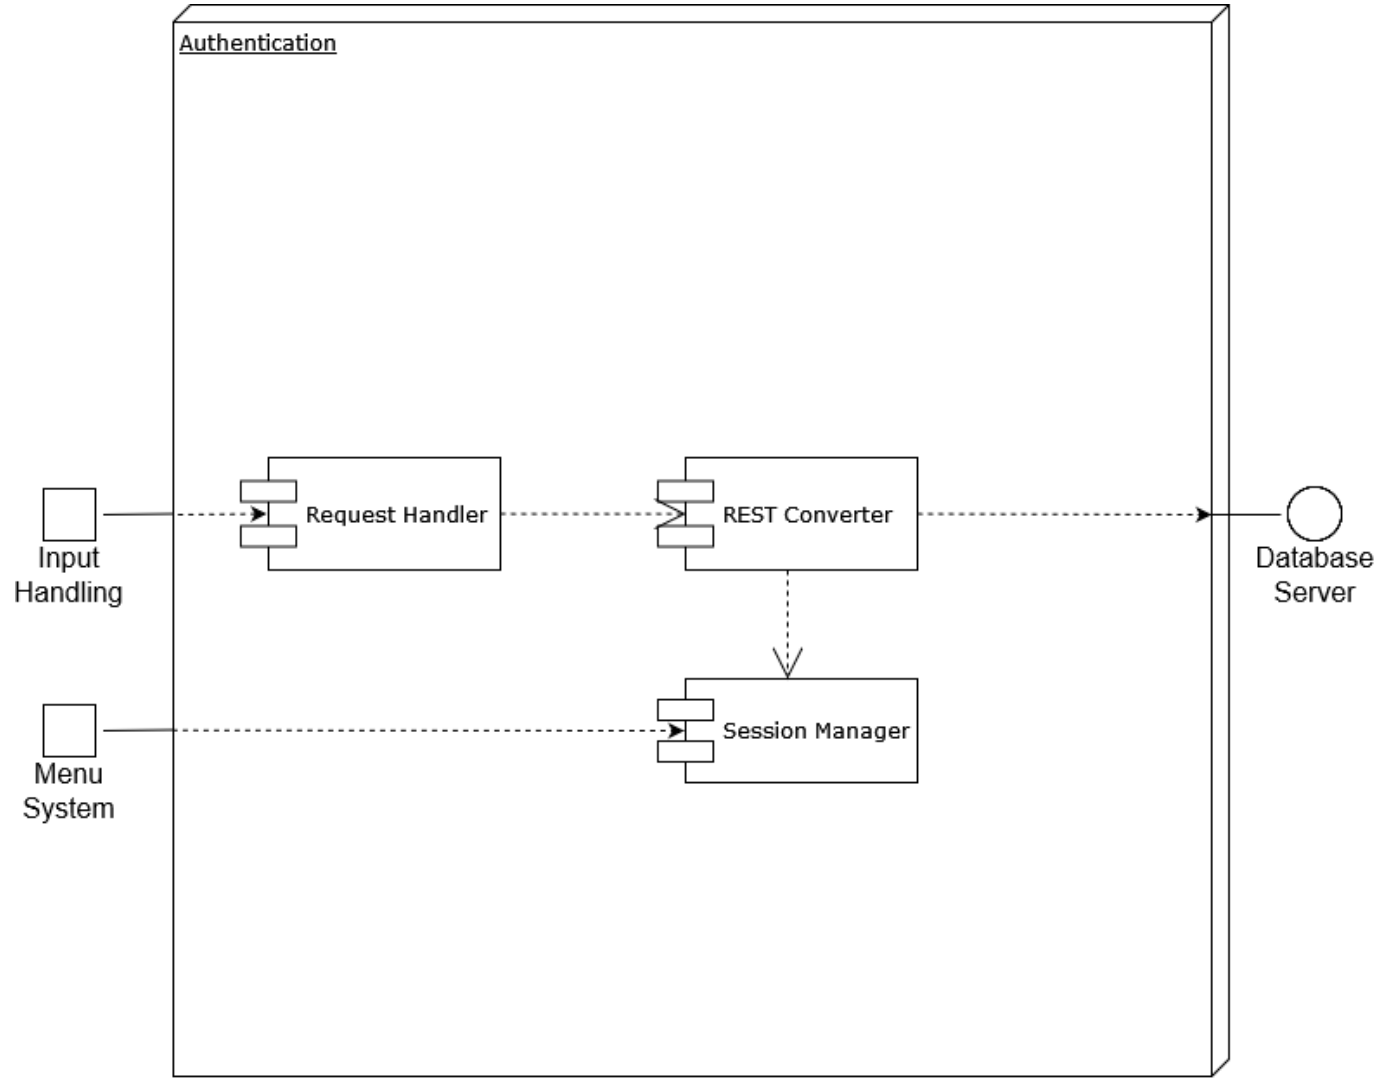 Authentication
Request Handler
REST Converter
Input
Handling
Database
Server
Session Manager
Menu
System